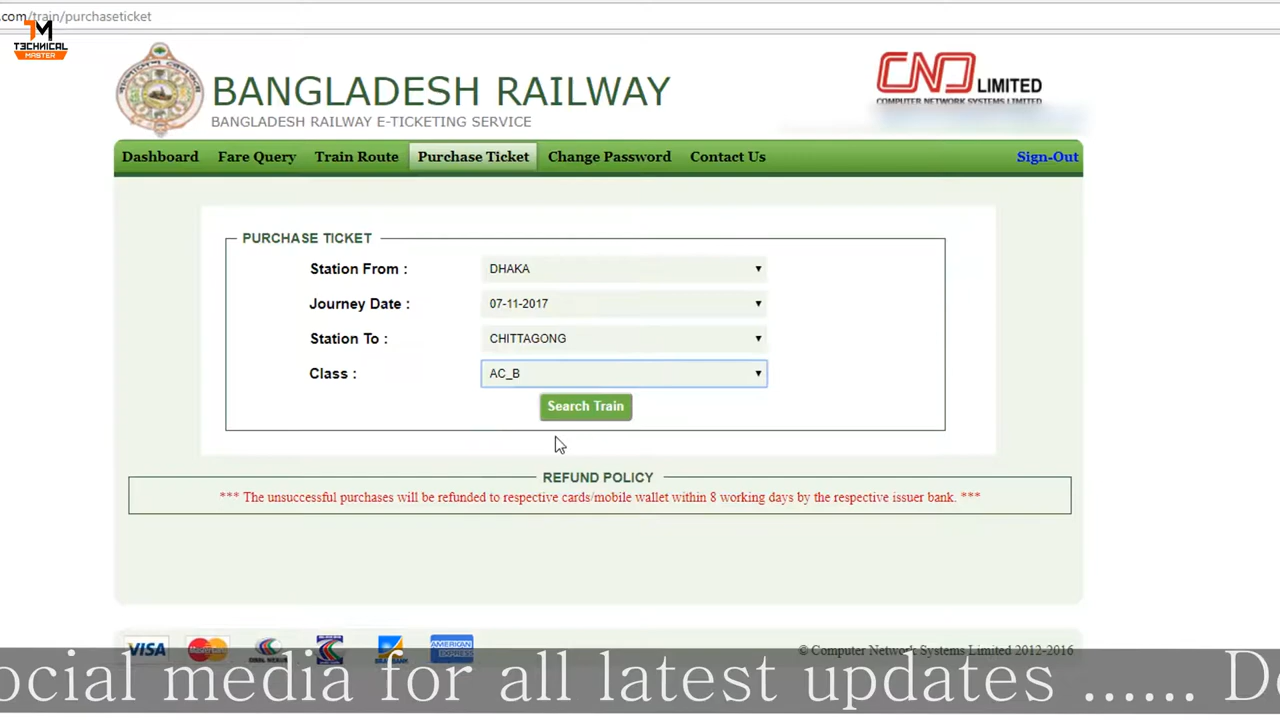 .com/train/purchaseticket
TM
TECHNICAL
MASTER
BANGLADESH RAILWAY
BANGLADESH RAILWAY E-TICKETING SERVICE
CNS LIMITED
COMPUTER NETWORK SYSTEMS LIMITED
Dashboard Fare Query Train Route Purchase Ticket Change Password Contact Us Sign-Out
PURCHASE TICKET
Station From : DHAKA
Journey Date : 07-11-2017
Station To : CHITTAGONG
Class : AC_B
Search Train
REFUND POLICY
*** The unsuccessful purchases will be refunded to respective cards/mobile wallet within 8 working days by the respective issuer bank. ***
VISA MasterCard AMERICAN EXPRESS
© Computer Network Systems Limited 2012-2016
ocial media for all latest updates ...... D